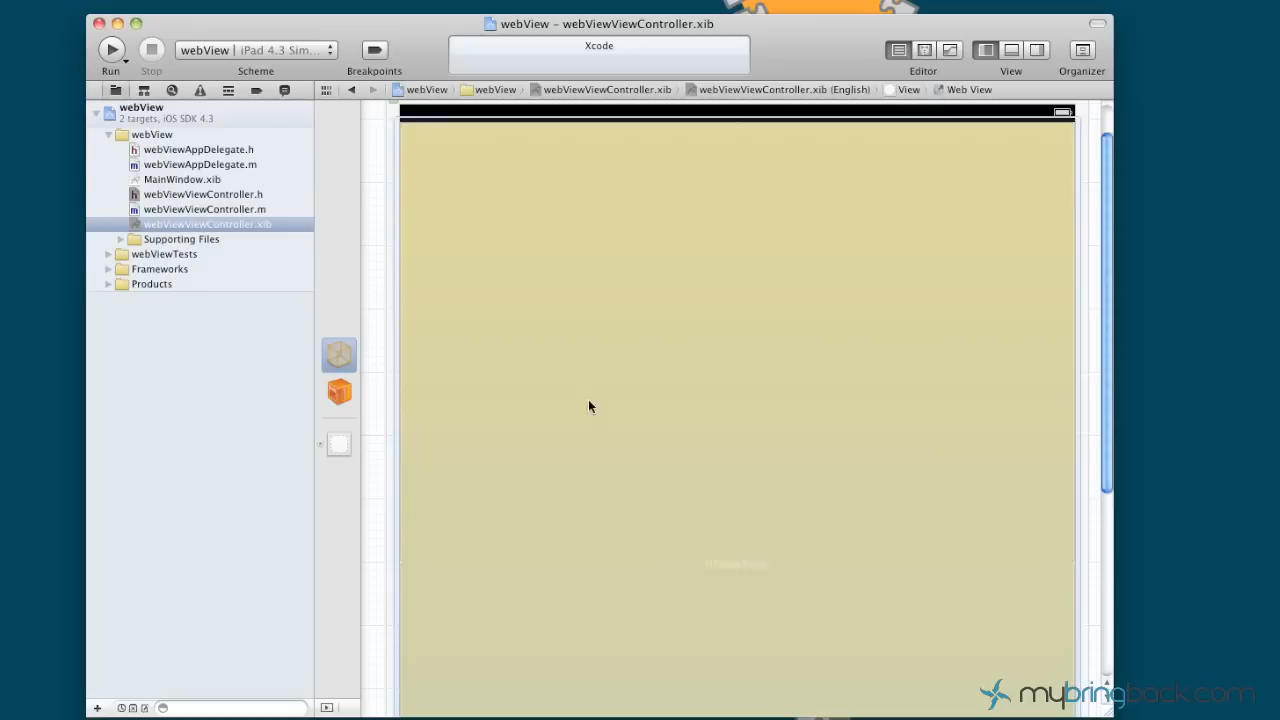 webView – webViewViewController.xib
webView | iPad 4.3 Sim...
Xcode
Run
Stop
Scheme
Breakpoints
Editor
View
Organizer
webView
webView
webViewViewController.xib
webViewViewController.xib (English)
View
Web View
webView
2 targets, iOS SDK 4.3
webView
webViewAppDelegate.h
webViewAppDelegate.m
MainWindow.xib
webViewViewController.h
webViewViewController.m
webViewViewController.xib
Supporting Files
webViewTests
Frameworks
Products
mybringback.com